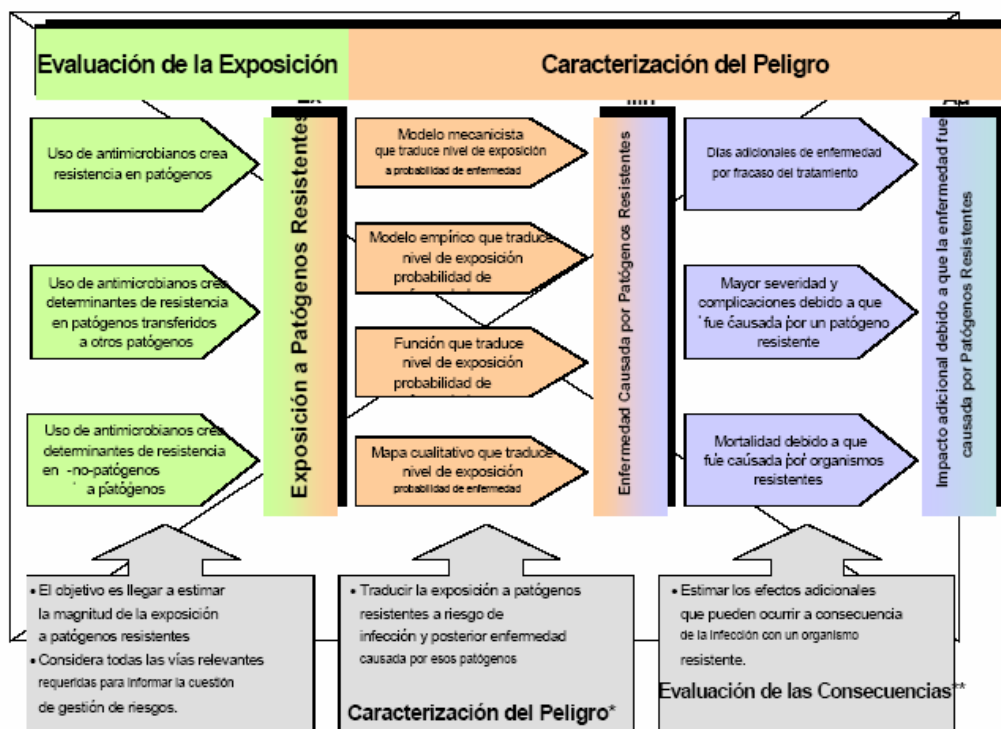 Evaluación de la Exposición
Caracterización del Peligro
Uso de antimicrobianos crea
resistencia en patógenos
Uso de antimicrobianos crea
determinantes de resistencia
en patógenos transferidos
a otros patógenos
Uso de antimicrobianos crea
determinantes de resistencia
en -no-patógenos
a patógenos
Exposición a Patógenos Resistentes
Modelo mecanicista
que traduce nivel de exposición
a probabilidad de enfermedad
Modelo empírico que traduce
nivel de exposición
probabilidad de
Función que traduce
nivel de exposición
probabilidad de
Mapa cualitativo que traduce
nivel de exposición
probabilidad de enfermedad
Enfermedad Causada por Patógenos Resistentes
Días adicionales de enfermedad
por fracaso del tratamiento
Mayor severidad y
complicaciones debido a que
fue causada por un patógeno
resistente
Mortalidad debido a que
fue causada por organismos
resistentes
Impacto adicional debido a que la enfermedad fue
causada por Patógenos Resistentes
• El objetivo es llegar a estimar
la magnitud de la exposición
a patógenos resistentes
• Considera todas las vías relevantes
requeridas para informar la cuestión
de gestión de riesgos.
• Traducir la exposición a patógenos
resistentes a riesgo de
infección y posterior enfermedad
causada por esos patógenos
Caracterización del Peligro*
• Estimar los efectos adicionales
que pueden ocurrir a consecuencia
de la infección con un organismo
resistente.
Evaluación de las Consecuencias**